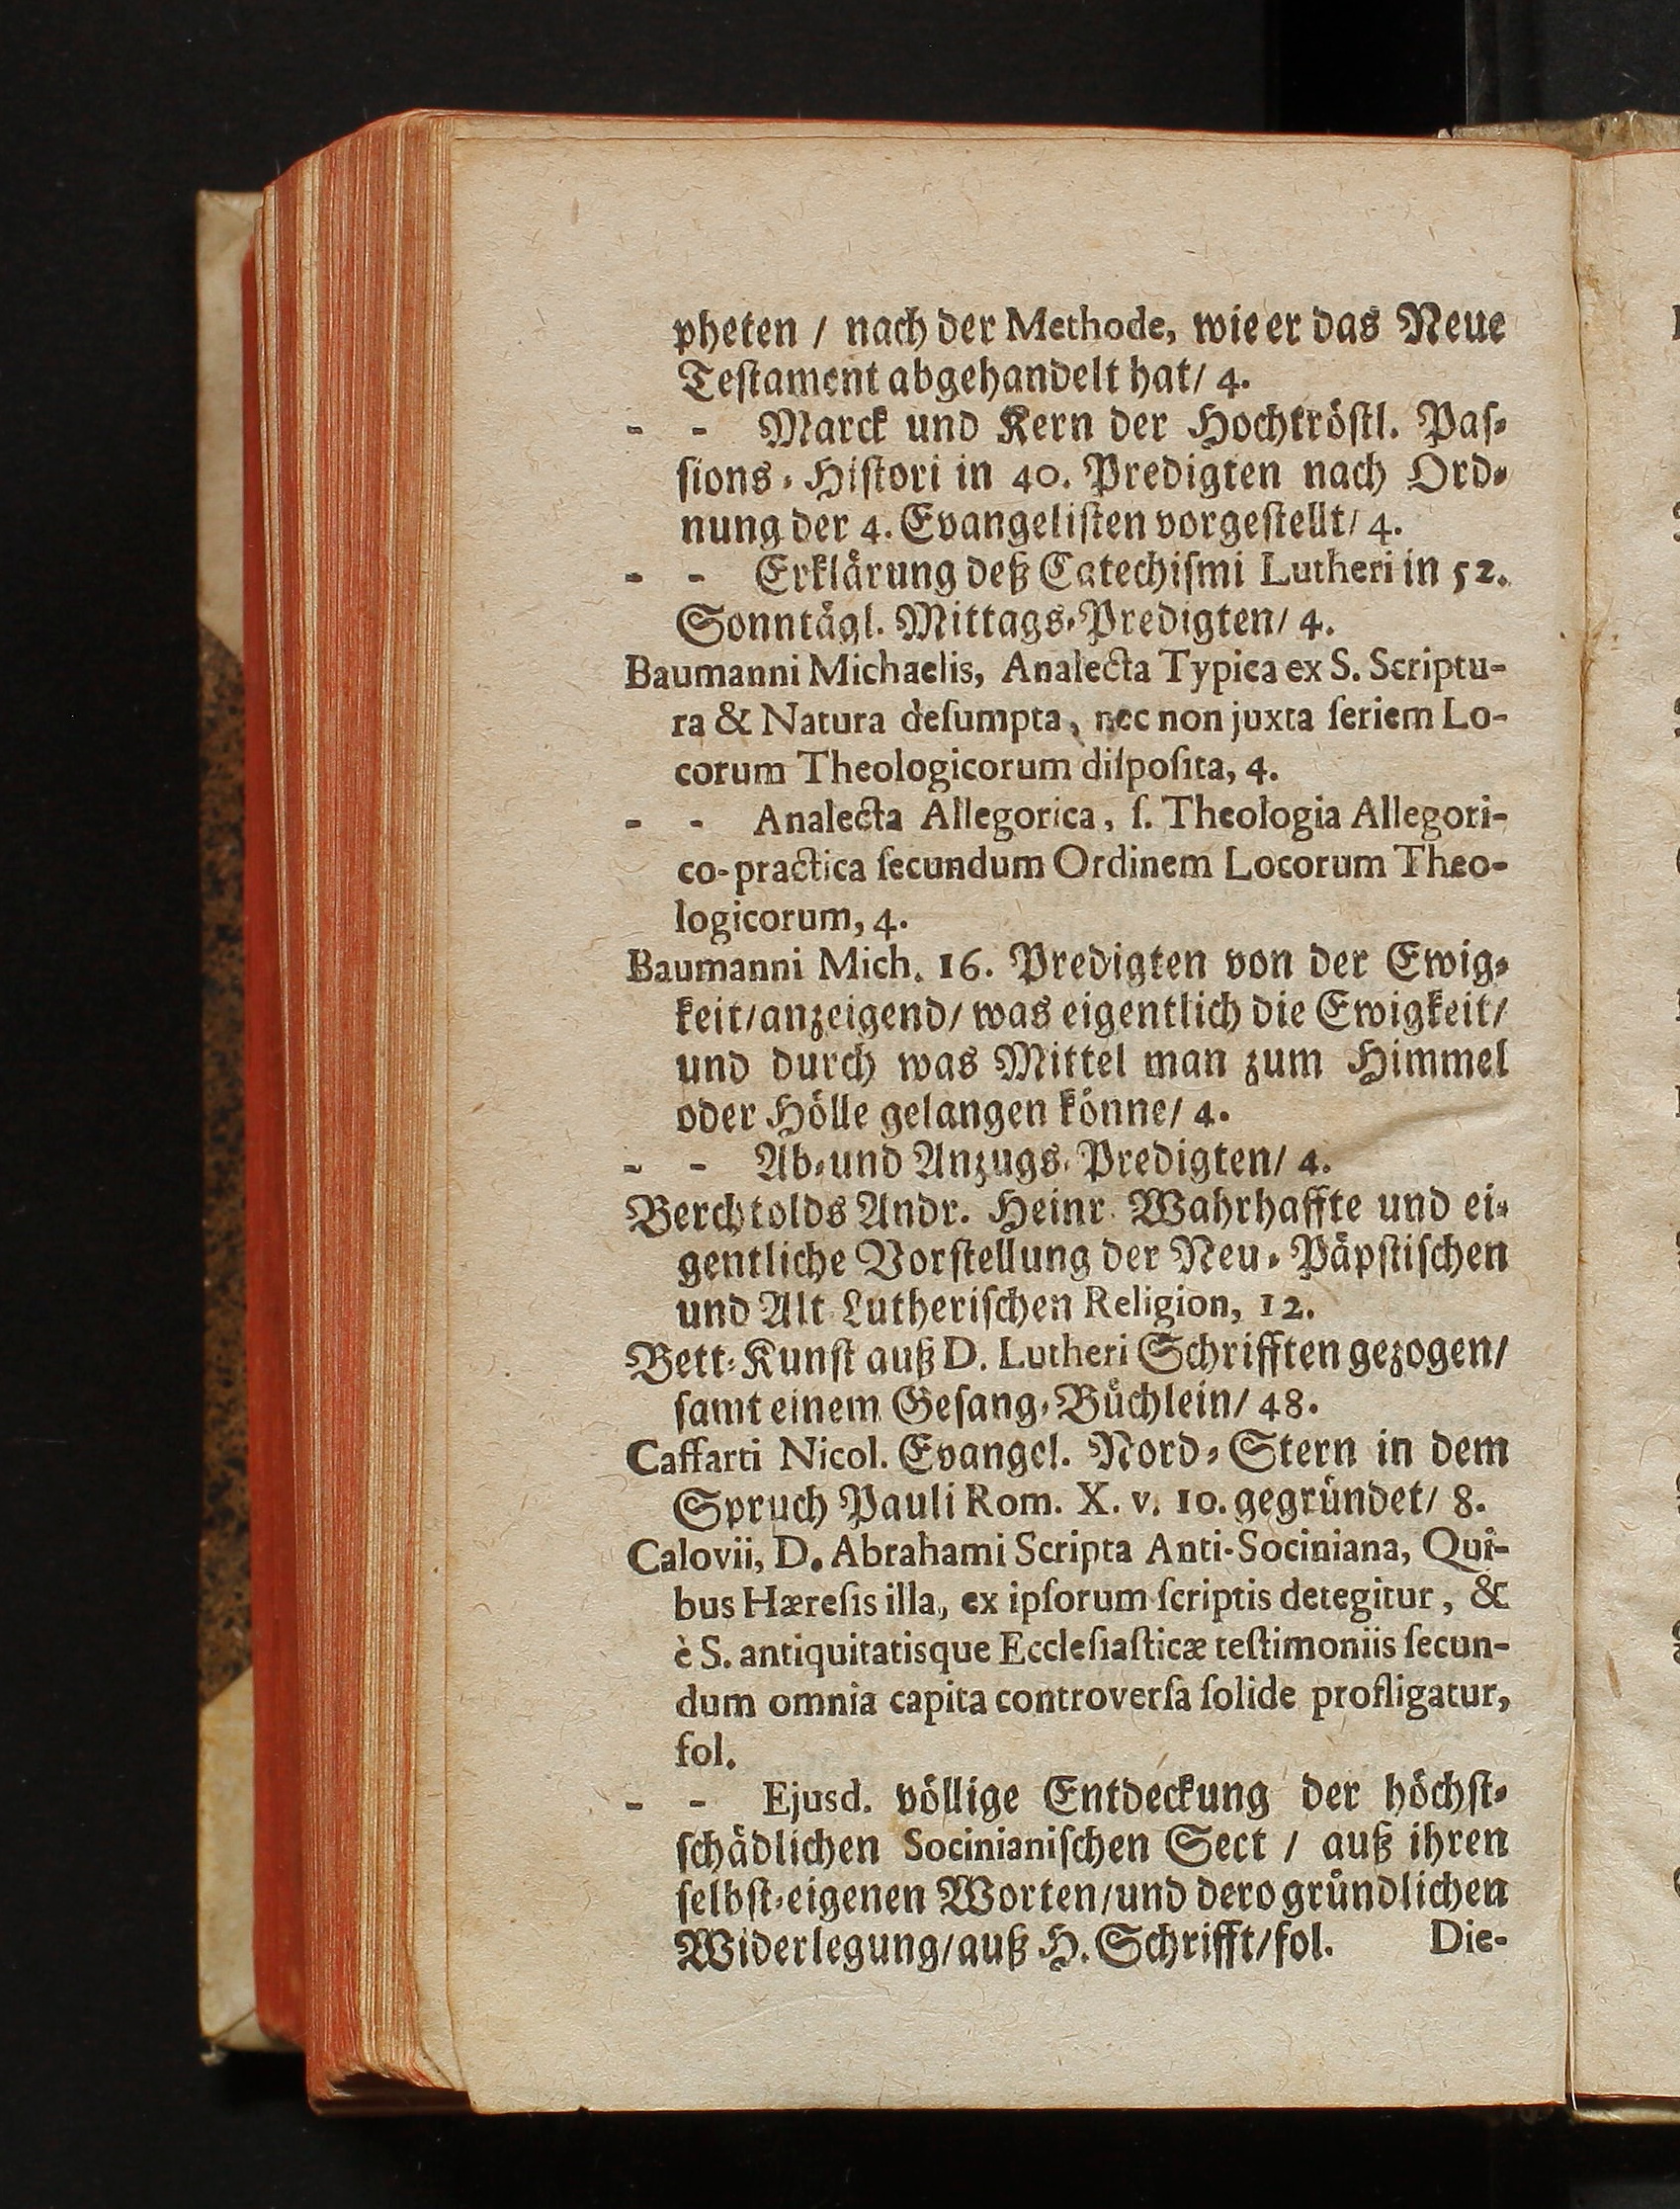 pheten / nach der Methode, wie er das Neue
Testament abgehandelt hat/ 4.
- - Marck und Kern der Hochtröstl. Paſ-
ſions-Hiſtori in 40. Predigten nach Ord-
nung der 4. Evangeliſten vorgeſtellt/ 4.
- - Erklärung deß Catechiſmi Lutheri in 52.
Sonntägl. Mittags-Predigten/ 4.
Baumanni Michaelis, Analecta Typica ex S. Scriptu-
ra & Natura deſumpta, nec non juxta ſeriem Lo-
corum Theologicorum diſpoſita, 4.
- - Analecta Allegorica, ſ. Theologia Allegori-
co-practica ſecundum Ordinem Locorum Theo-
logicorum, 4.
Baumanni Mich. 16. Predigten von der Ewig-
keit/anzeigend/ was eigentlich die Ewigkeit/
und durch was Mittel man zum Himmel
oder Hölle gelangen könne/ 4.
- - Ab-und Anzugs-Predigten/ 4.
Berchtolds Andr. Heinr. Wahrhaffte und ei-
gentliche Vorſtellung der Neu-Päpſtiſchen
und Alt Lutheriſchen Religion, 12.
Bett-Kunſt auß D. Lutheri Schrifften gezogen/
ſamt einem Geſang-Büchlein/ 48.
Caffarti Nicol. Evangel. Nord-Stern in dem
Spruch Pauli Rom. X. v. 10. gegründet/ 8.
Calovii, D. Abrahami Scripta Anti-Sociniana, Qui-
bus Hæreſis illa, ex ipſorum ſcriptis detegitur, &
è S. antiquitatisque Eccleſiaſticæ teſtimoniis ſecun-
dum omnia capita controverſa ſolide profligatur,
fol.
- - Ejusd. völlige Entdeckung der höchſt-
ſchädlichen Socinianiſchen Sect / auß ihren
ſelbſt-eigenen Worten/und dero gründlichen
Widerlegung/auß H. Schrifft/fol. Die-